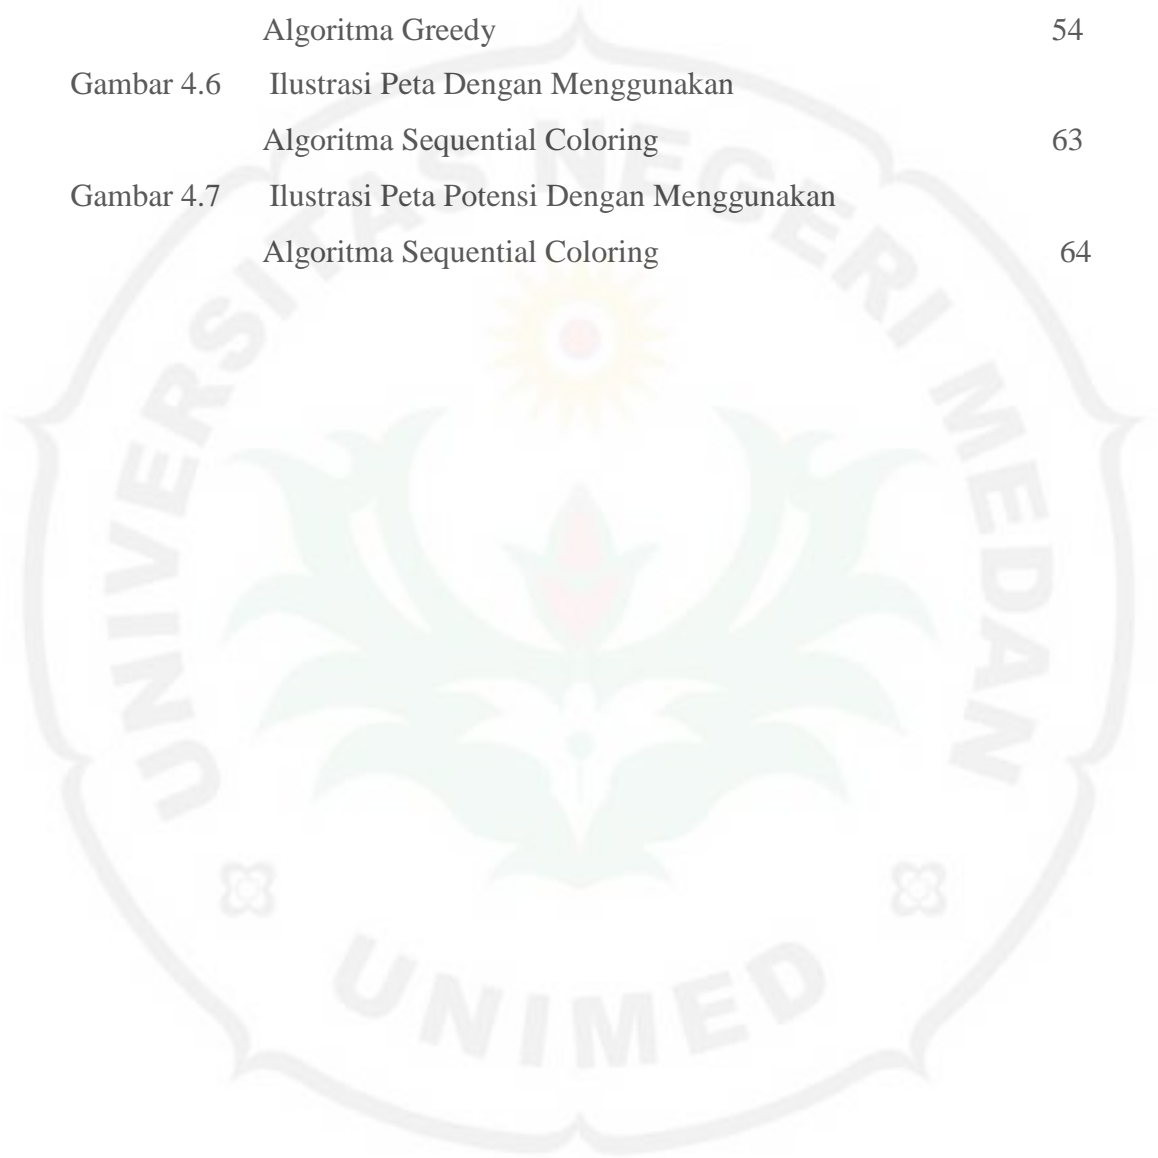 Algoritma Greedy 54
Gambar 4.6 Ilustrasi Peta Dengan Menggunakan
Algoritma Sequential Coloring 63
Gambar 4.7 Ilustrasi Peta Potensi Dengan Menggunakan
Algoritma Sequential Coloring 64
UNIVERSITAS NEGERI MEDAN
UNIMED